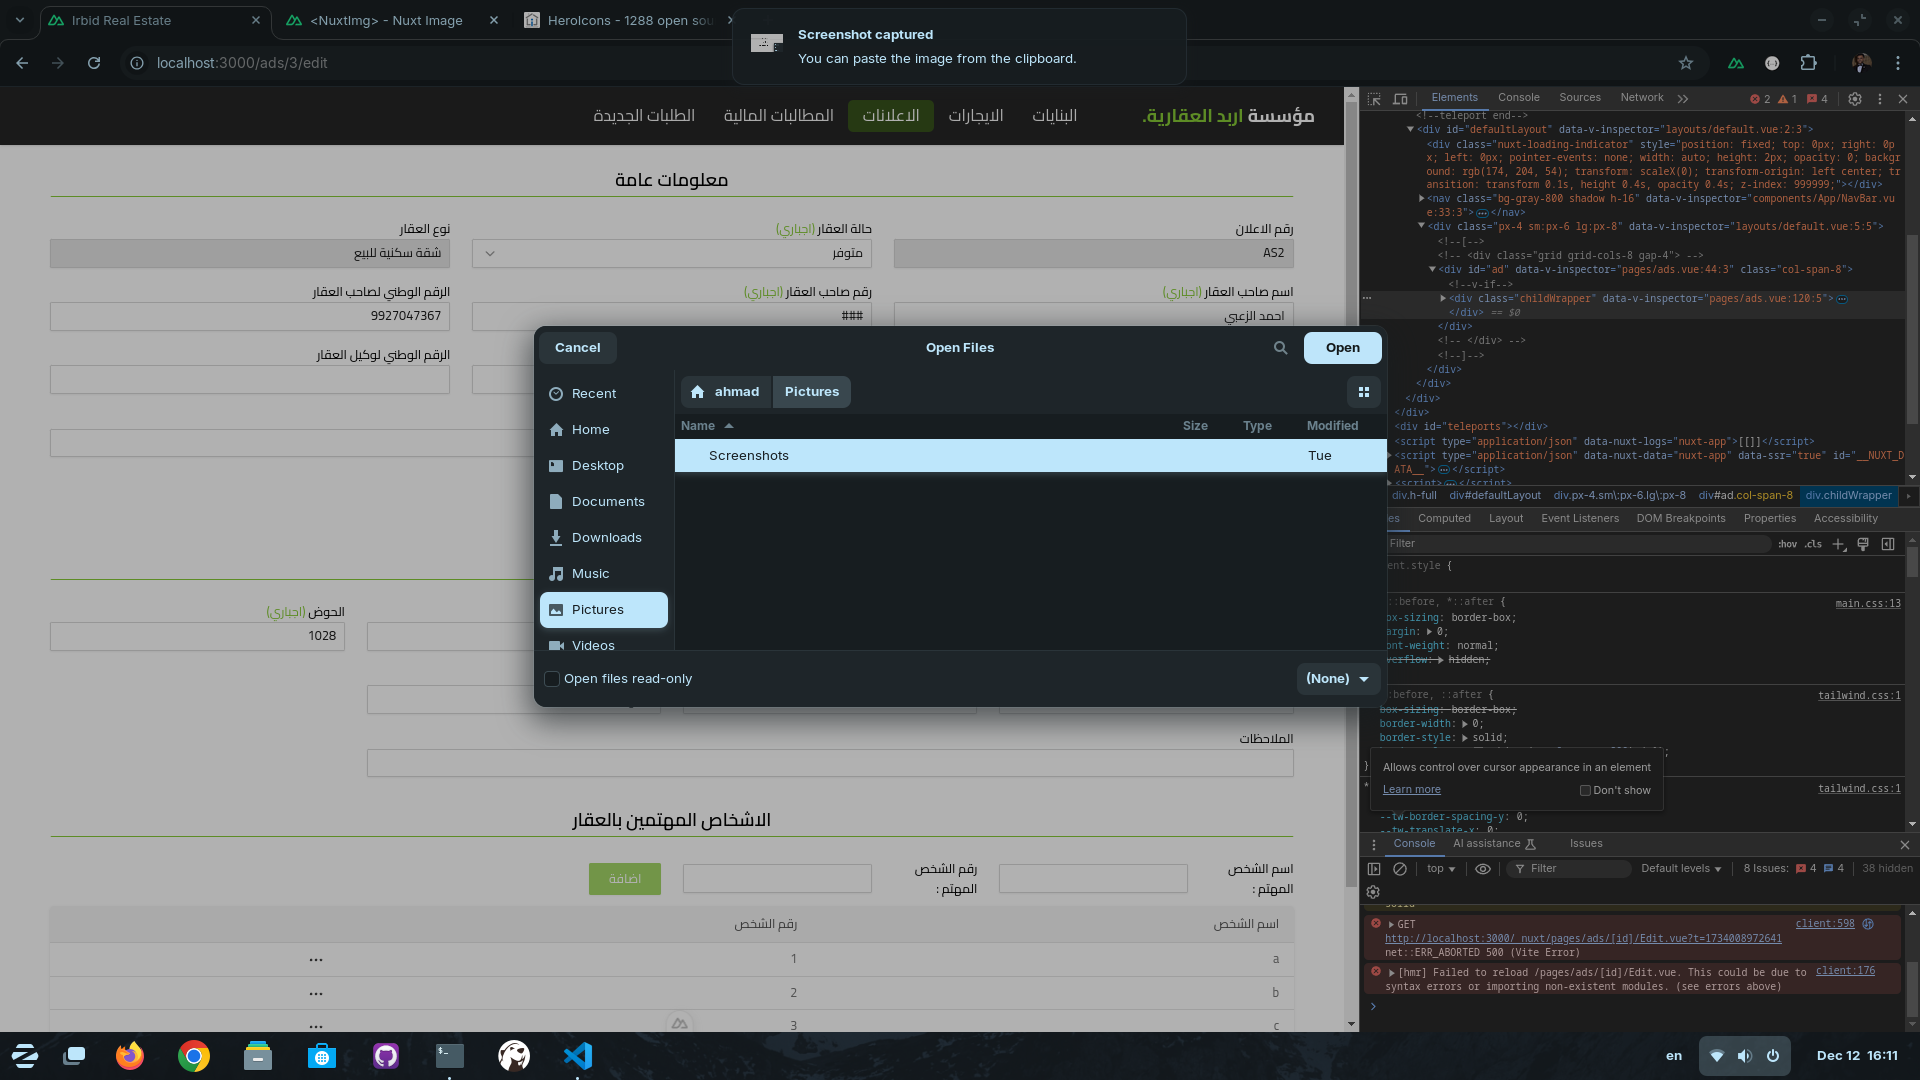 Irbid Real Estate
<NuxtImg> - Nuxt Image
HeroIcons - 1288 open sou
Screenshot captured
You can paste the image from the clipboard.
localhost:3000/ads/3/edit
مؤسسة اربد العقارية.
البنايات
الايجارات
الاعلانات
المطالبات المالية
الطلبات الجديدة
معلومات عامة
رقم الاعلان
حالة العقار (اجباري)
نوع العقار
AS2
متوفر
شقة سكنية للبيع
اسم صاحب العقار (اجباري)
رقم صاحب العقار (اجباري)
الرقم الوطني لصاحب العقار
احمد الزعبي
###
9927047367
الرقم الوطني لوكيل العقار
الحوض (اجباري)
1028
الملاحظات
الاشخاص المهتمين بالعقار
اسم الشخص المهتم :
رقم الشخص المهتم :
اضافة
اسم الشخص
رقم الشخص
a
1
...
b
2
...
c
3
...
Cancel
Open Files
Open
Recent
Home
Desktop
Documents
Downloads
Music
Pictures
Videos
ahmad
Pictures
Name
Size
Type
Modified
Screenshots
Tue
Open files read-only
(None)
Elements
Console
Sources
Network
2
1
4
<!--teleport end-->
<div id="defaultLayout" data-v-inspector="layouts/default.vue:2:3">
<div class="nuxt-loading-indicator" style="position: fixed; top: 0px; right: 0p
x; left: 0px; pointer-events: none; width: auto; height: 2px; opacity: 0; backgr
ound: rgb(174, 204, 54); transform: scaleX(0); transform-origin: left center; tr
ansition: transform 0.1s, height 0.4s, opacity 0.4s; z-index: 999999;"></div>
<nav class="bg-gray-800 shadow h-16" data-v-inspector="components/App/NavBar.vu
e:33:3"> </nav>
<div class="px-4 sm:px-6 lg:px-8" data-v-inspector="layouts/default.vue:5:5">
<!--[-->
<!-- <div class="grid grid-cols-8 gap-4"> -->
<div id="ad" data-v-inspector="pages/ads.vue:44:3" class="col-span-8">
<!--v-if-->
<div class="childWrapper" data-v-inspector="pages/ads.vue:120:5">
</div> == $0
</div>
<!-- </div> -->
<!--]-->
</div>
</div>
</div>
</div>
<div id="teleports"></div>
<script type="application/json" data-nuxt-logs="nuxt-app">[[]]</script>
<script type="application/json" data-nuxt-data="nuxt-app" data-ssr="true" id="__NUXT_D
ATA__"> </script>
<script> </script>
div.h-full
div#defaultLayout
div.px-4.sm\:px-6.lg\:px-8
div#ad.col-span-8
div.childWrapper
es
Computed
Layout
Event Listeners
DOM Breakpoints
Properties
Accessibility
Filter
:hov
.cls
ent.style {
::before, *::after {
main.css:13
ox-sizing: border-box;
argin: 0;
ont-weight: normal;
verflow: hidden;
:before, ::after {
tailwind.css:1
box-sizing: border-box;
border-width: 0;
border-style: solid;
}
Allows control over cursor appearance in an element
Learn more
Don't show
tailwind.css:1
--tw-border-spacing-y: 0;
--tw-translate-x: 0;
Console
AI assistance
Issues
top
Filter
Default levels
8 Issues:
4
4
38 hidden
GET
client:598
http://localhost:3000/_nuxt/pages/ads/[id]/Edit.vue?t=1734008972641
net::ERR_ABORTED 500 (Vite Error)
[hmr] Failed to reload /pages/ads/[id]/Edit.vue. This could be due to
client:176
syntax errors or importing non-existent modules. (see errors above)
en
Dec 12 16:11